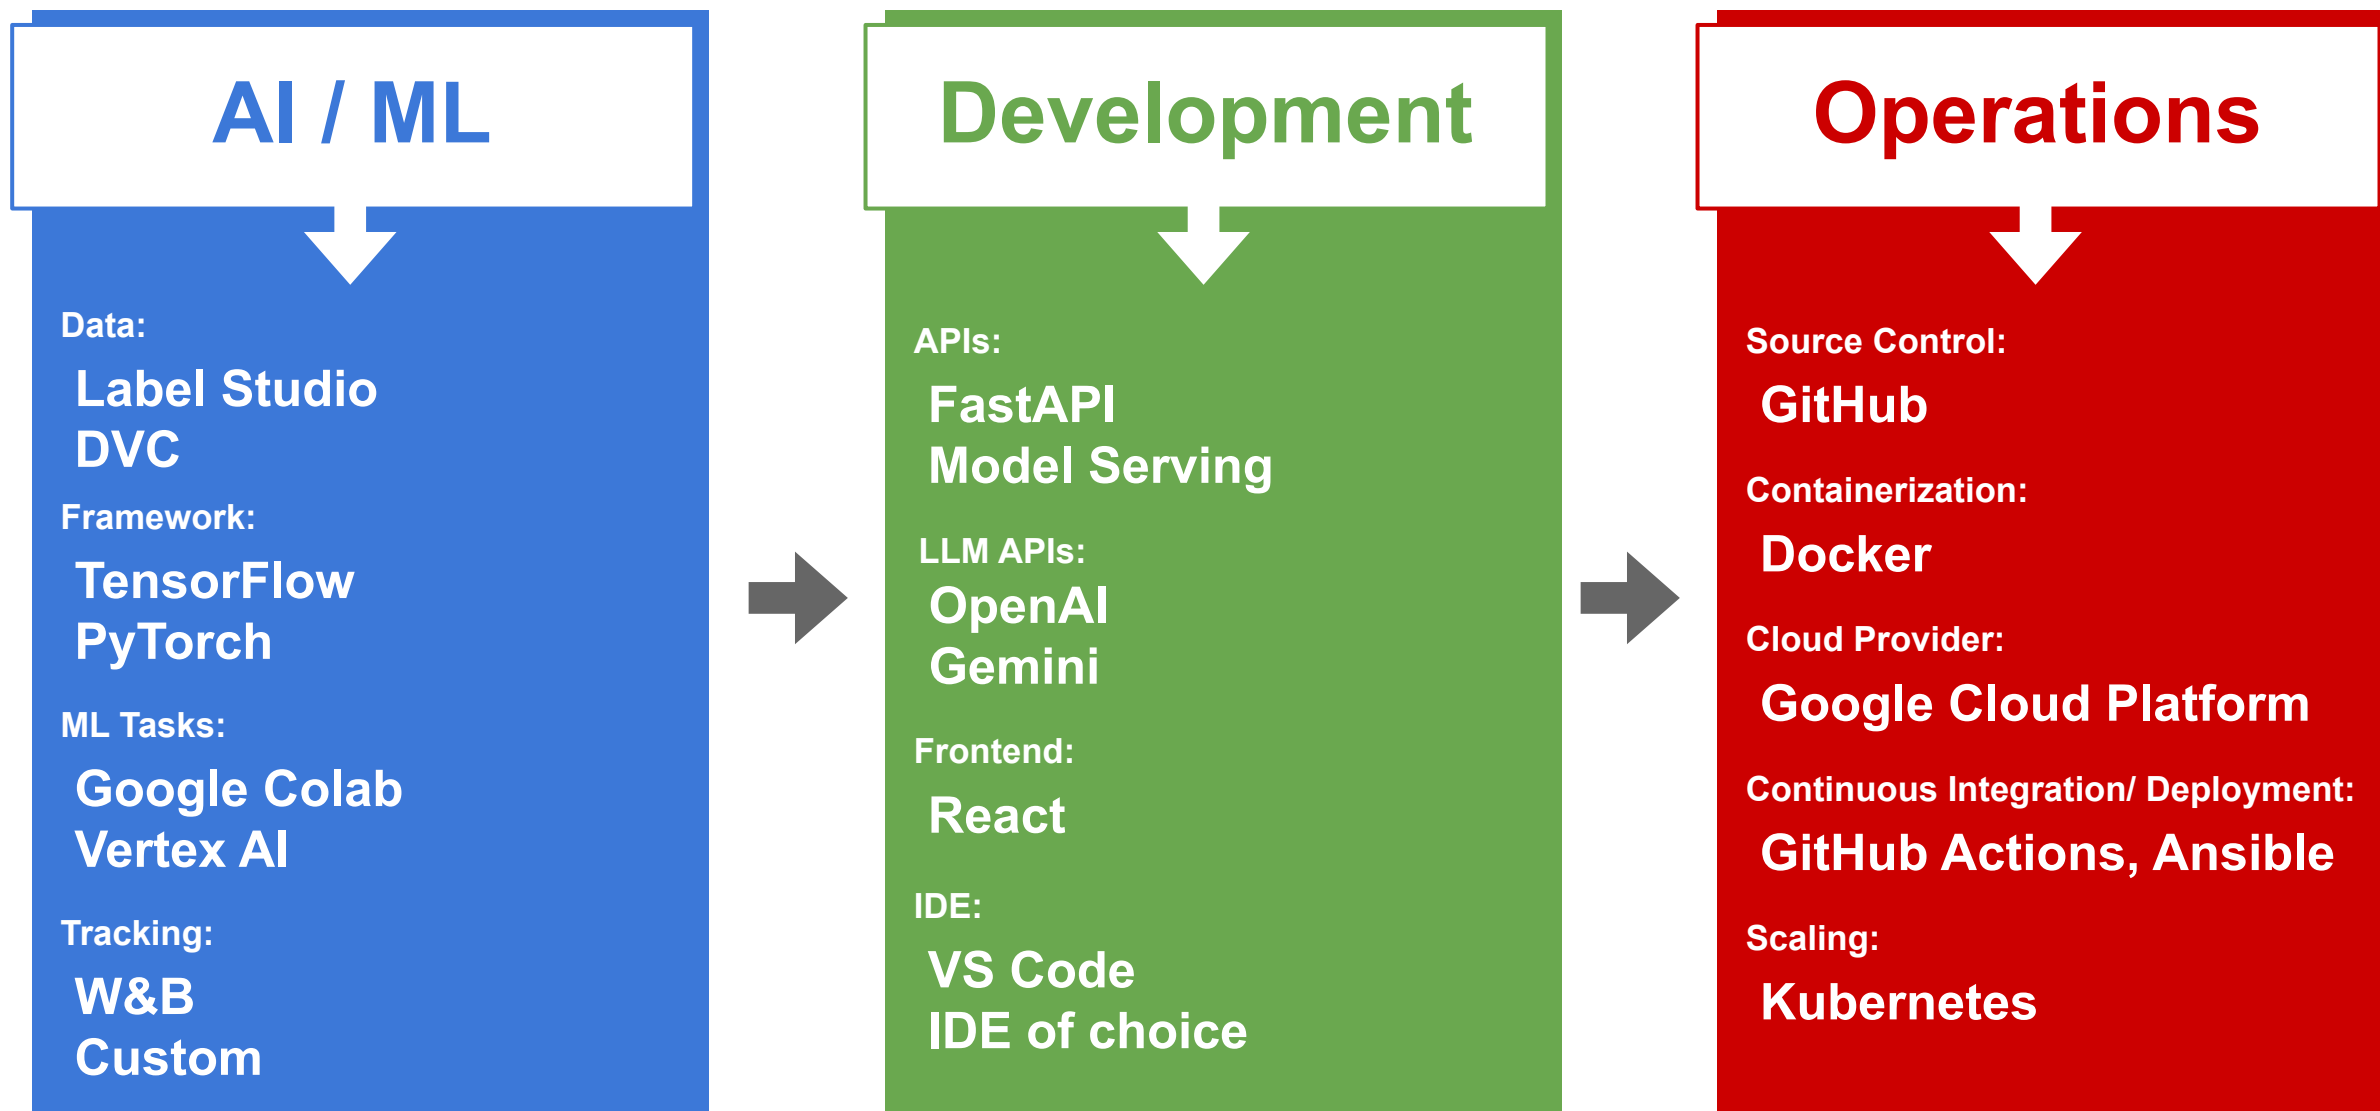 AI / ML
Data:
Label Studio
DVC
Framework:
TensorFlow
PyTorch
ML Tasks:
Google Colab
Vertex AI
Tracking:
W&B
Custom
Development
APIs:
FastAPI
Model Serving
LLM APIs:
OpenAI
Gemini
Frontend:
React
IDE:
VS Code
IDE of choice
Operations
Source Control:
GitHub
Containerization:
Docker
Cloud Provider:
Google Cloud Platform
Continuous Integration/ Deployment:
GitHub Actions, Ansible
Scaling:
Kubernetes